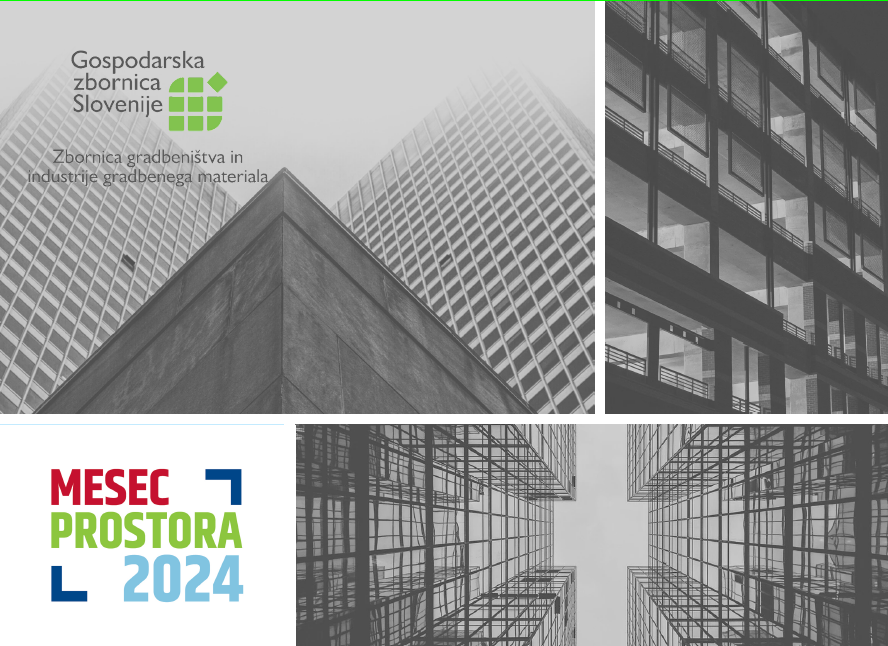 Gospodarska
zbornica
Slovenije
Zbornica gradbeništva in
industrije gradbenega materiala
MESEC
PROSTORA
2024